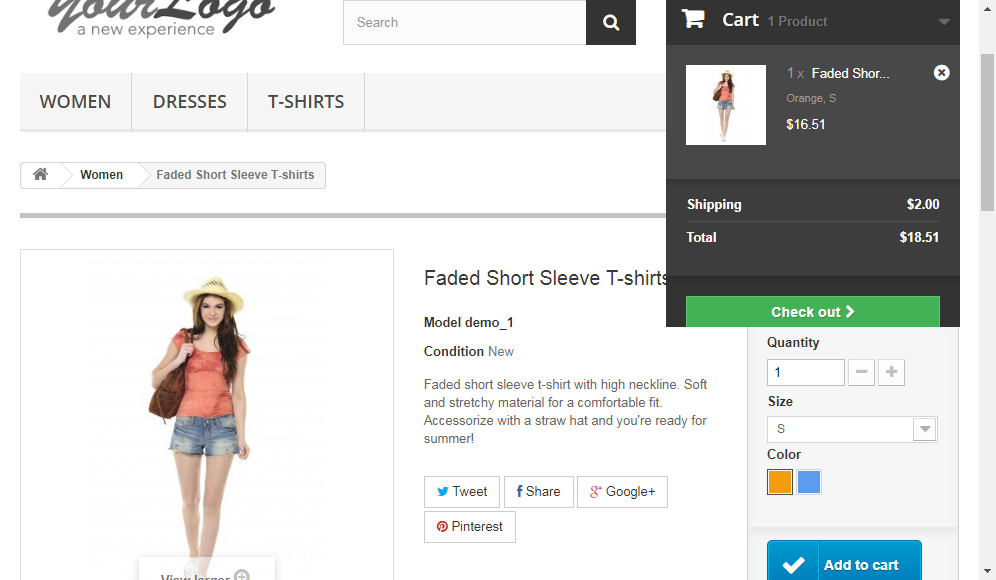 YourLogo
a new experience
Search
Cart 1 Product
1 x Faded Shor...
Orange, S
$16.51
Shipping $2.00
Total $18.51
Check out
WOMEN DRESSES T-SHIRTS
Women Faded Short Sleeve T-shirts
Faded Short Sleeve T-shirts
Model demo_1
Condition New
Faded short sleeve t-shirt with high neckline. Soft
and stretchy material for a comfortable fit.
Accessorize with a straw hat and you're ready for
summer!
Tweet Share Google+
Pinterest
View larger
Quantity
1
Size
S
Color
Add to cart